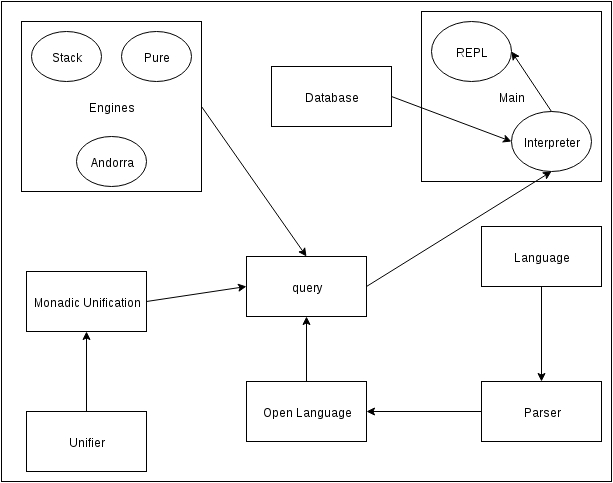 Stack
Pure
Engines
Andorra
Database
REPL
Main
Interpreter
Language
query
Monadic Unification
Open Language
Parser
Unifier